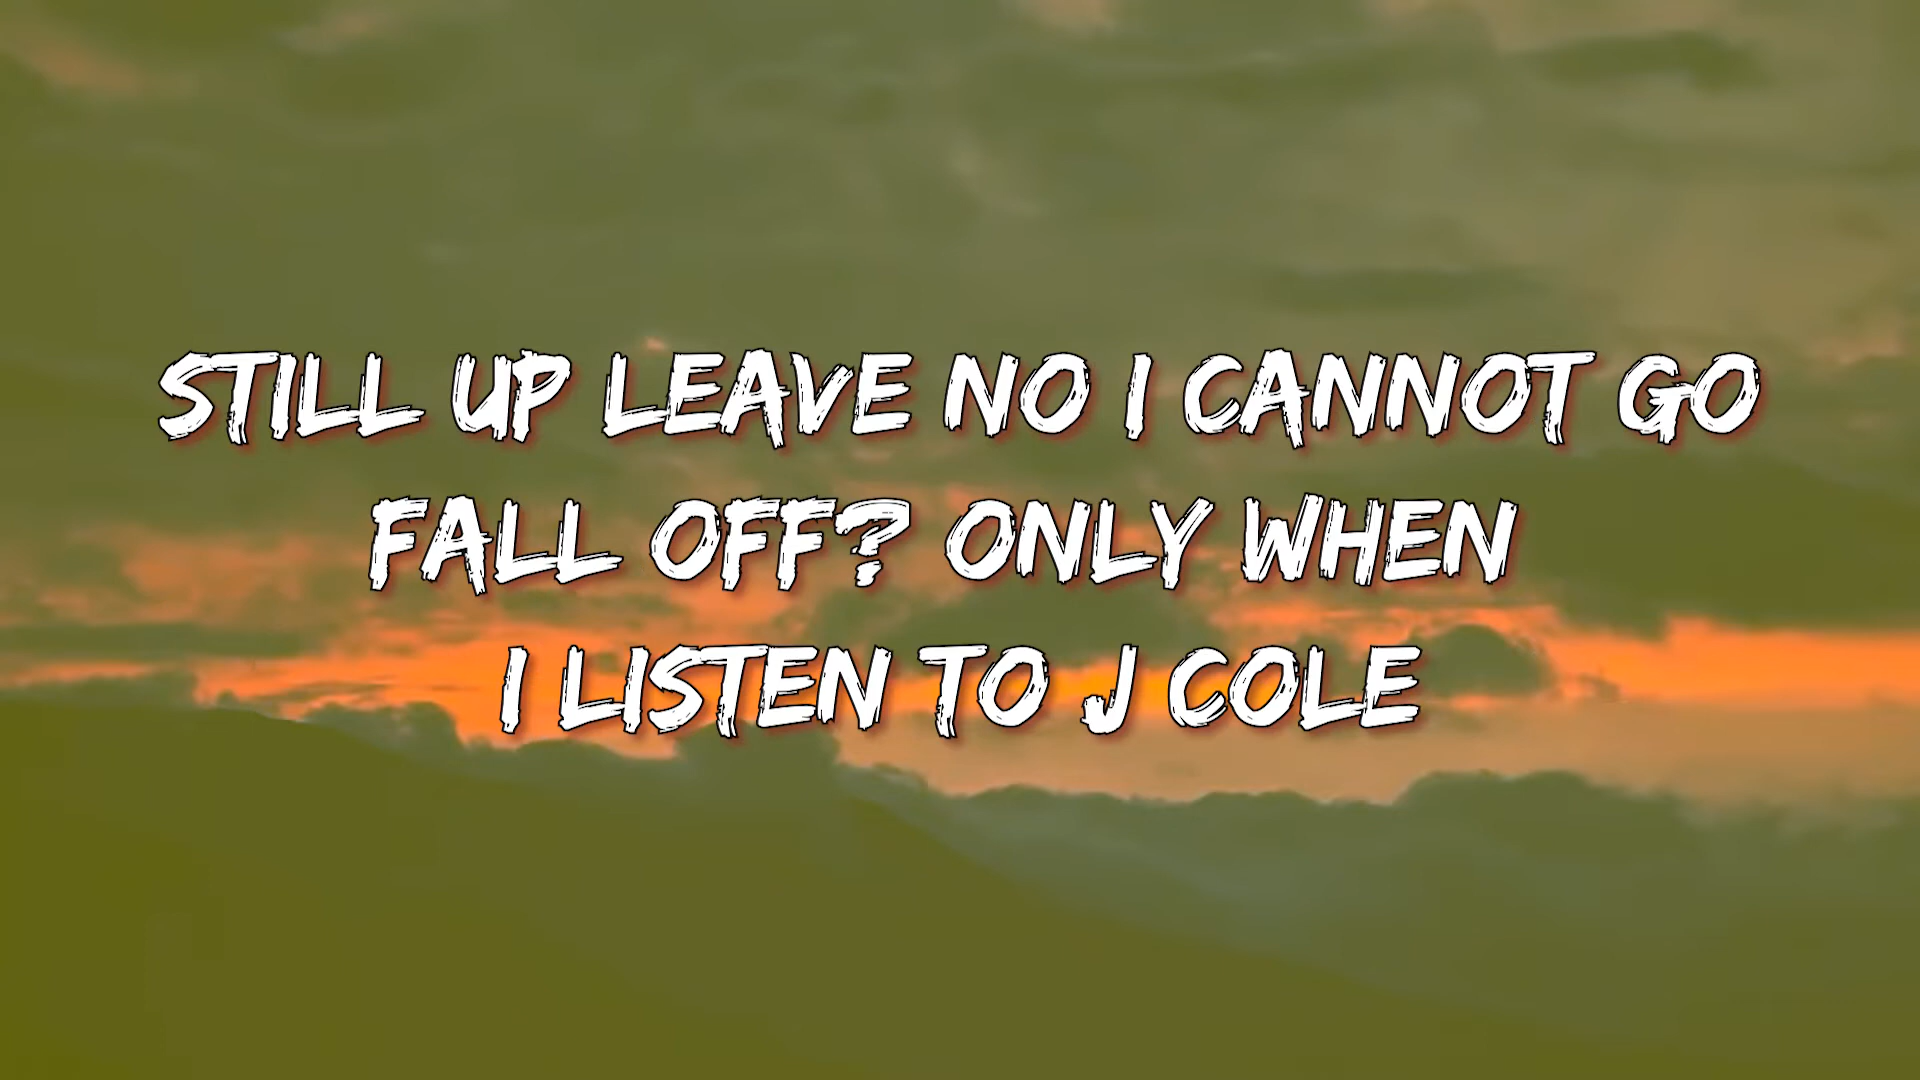 STILL UP LEAVE NO I CANNOT GO
FALL OFF? ONLY WHEN
I LISTEN TO J COLE